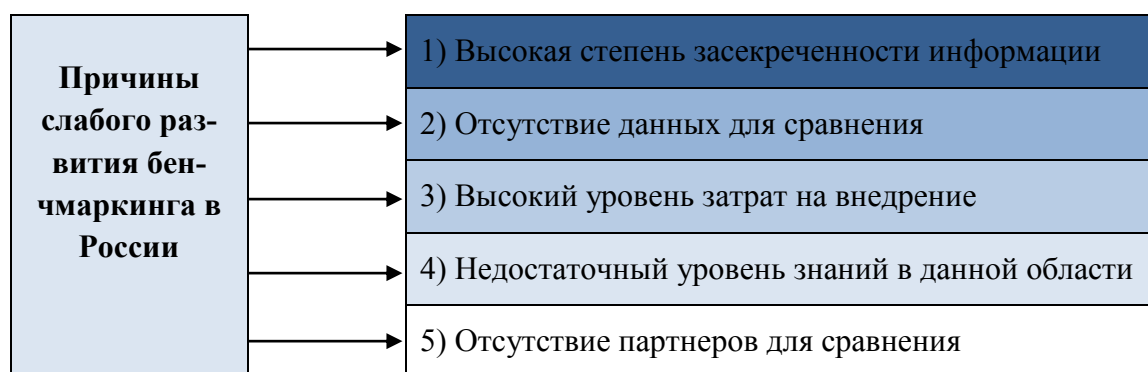 Причины
слабого раз-
вития бен-
чмаркинга в
России
1) Высокая степень засекреченности информации
2) Отсутствие данных для сравнения
3) Высокий уровень затрат на внедрение
4) Недостаточный уровень знаний в данной области
5) Отсутствие партнеров для сравнения